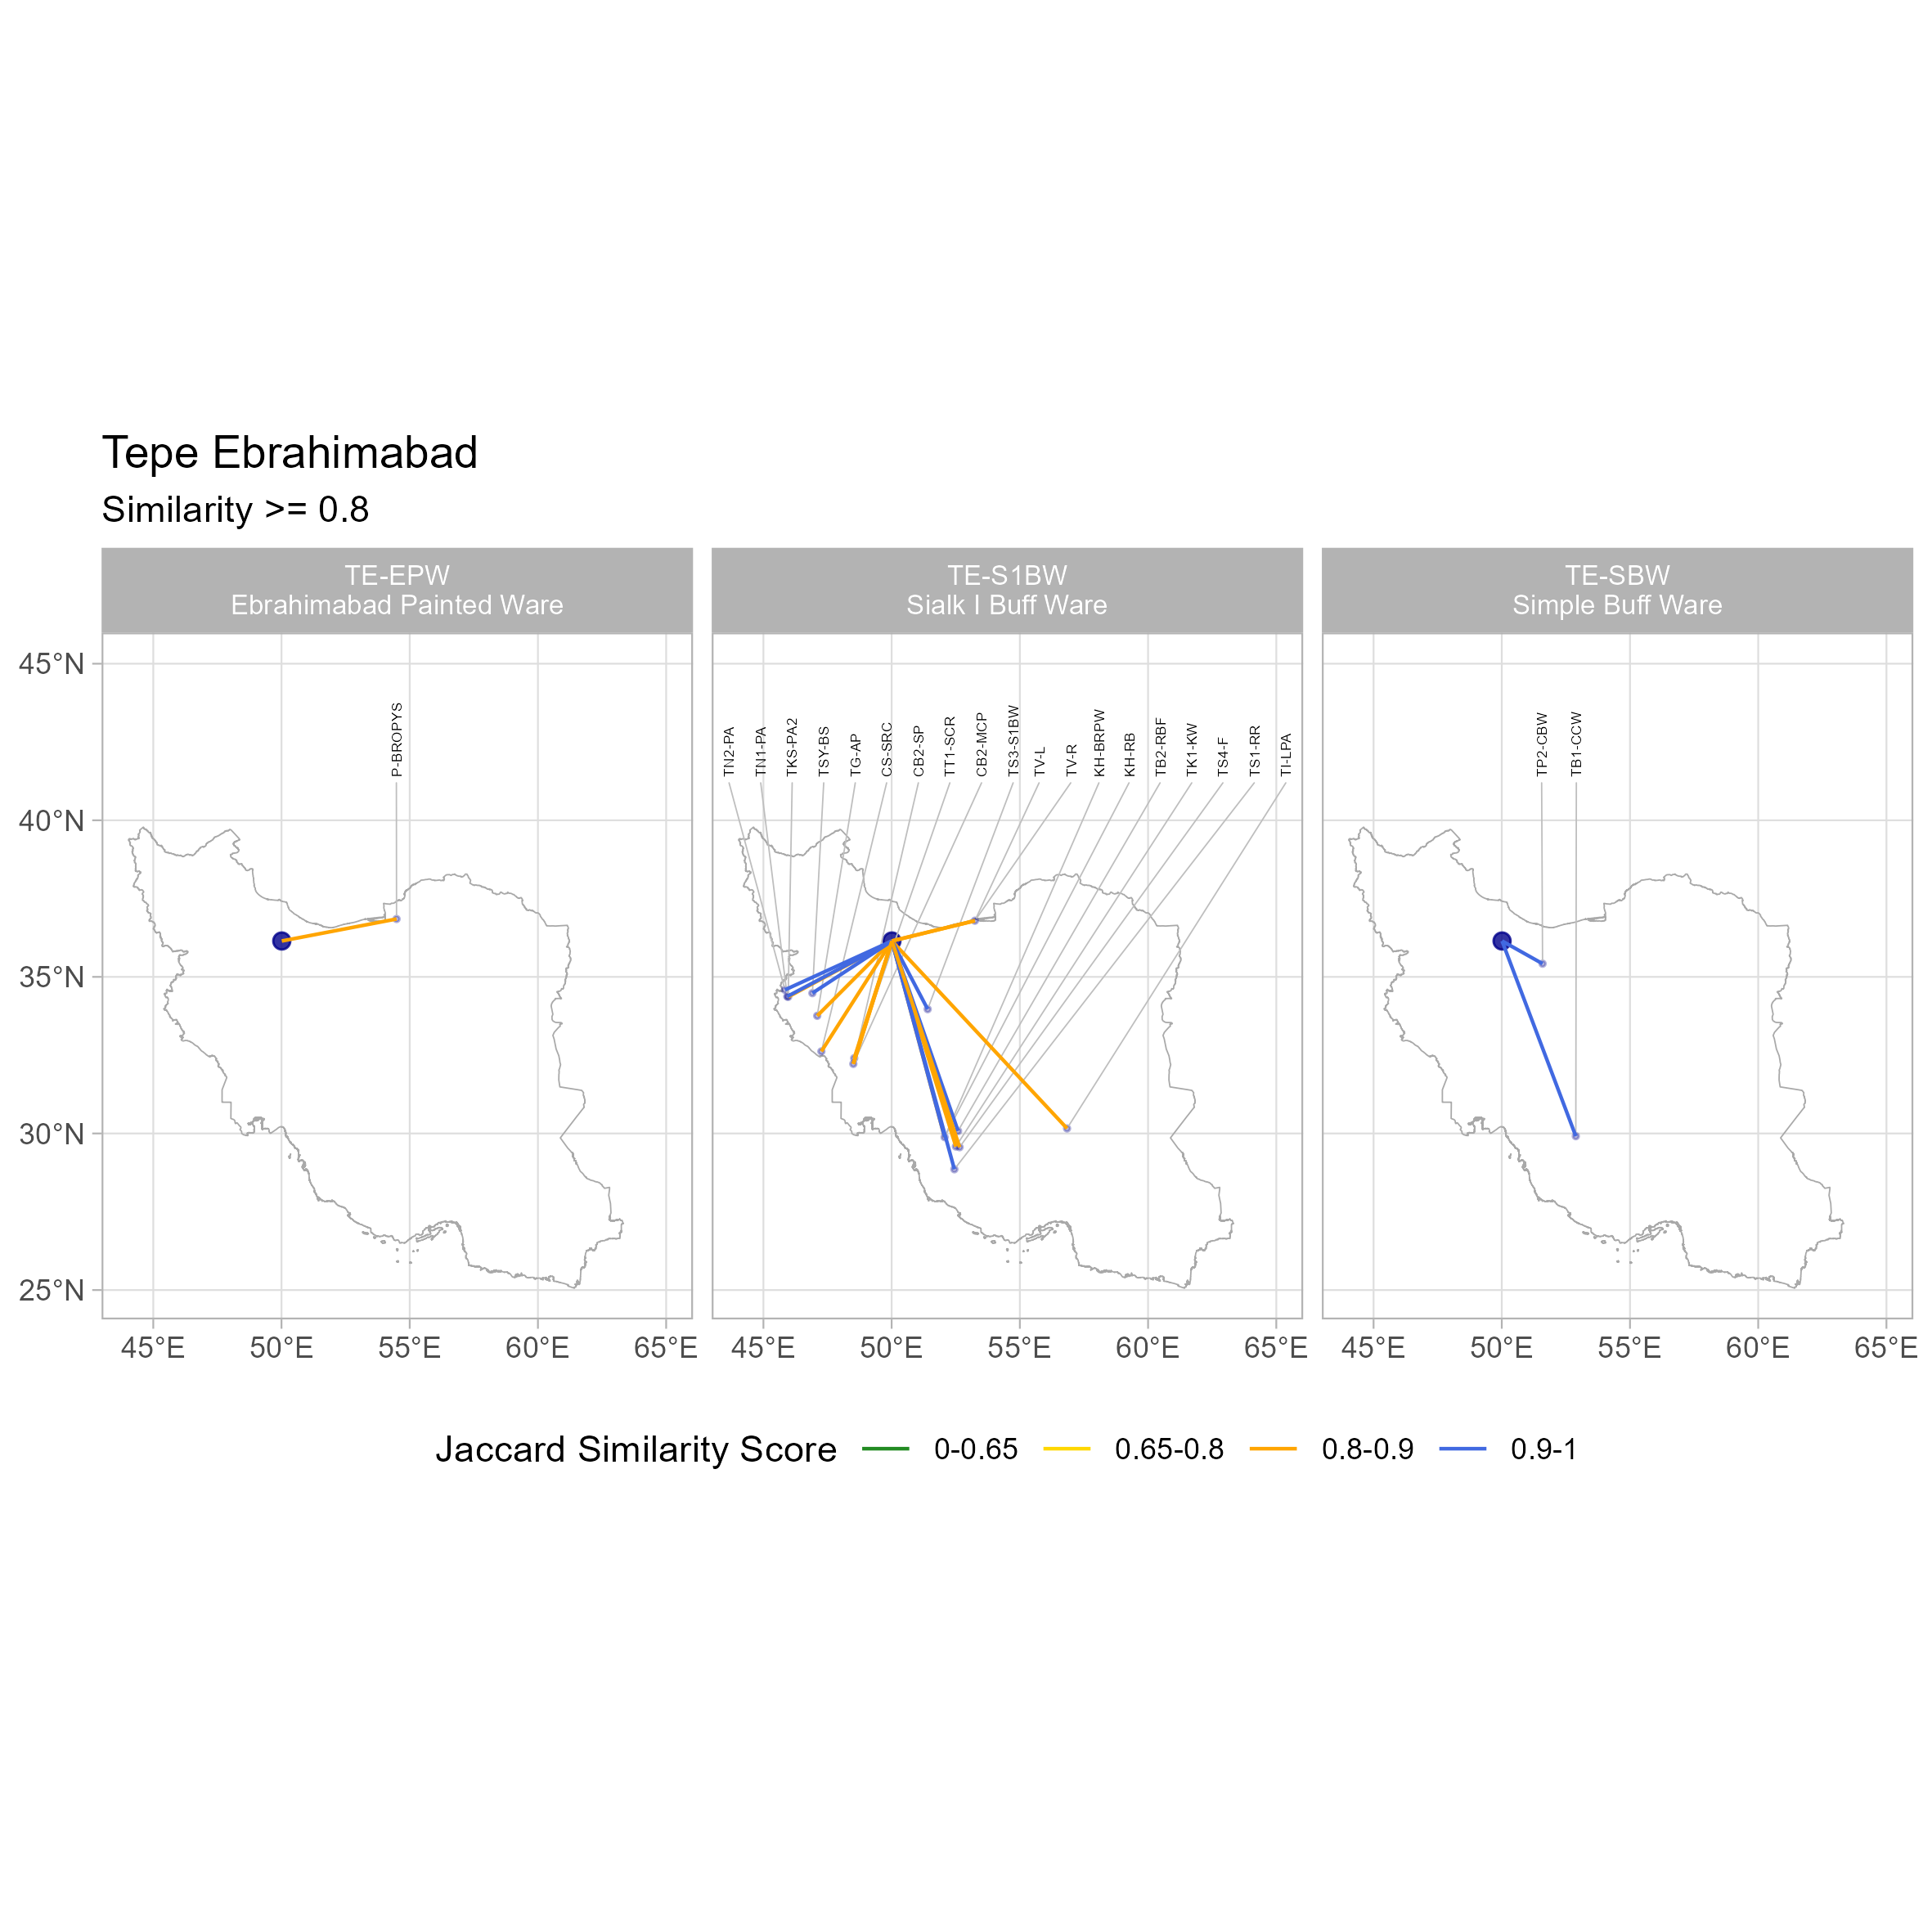 Tepe Ebrahimabad
Similarity >= 0.8
TE-EPW
Ebrahimabad Painted Ware
TE-S1BW
Sialk I Buff Ware
TE-SBW
Simple Buff Ware
45°N
40°N
35°N
30°N
25°N
P-BROPYS
TN2-PA
TN1-PA
TKS-PA2
TSY-BS
TG-AP
CS-SRC
CB2-SP
TT1-SCR
CB2-MCP
TS3-S1BW
TV-L
TV-R
KH-BRPW
KH-RB
TB2-RBF
TK1-KW
TS4-F
TS1-RR
TI-LPA
TP2-CBW
TB1-CCW
45°E 50°E 55°E 60°E 65°E
45°E 50°E 55°E 60°E 65°E
45°E 50°E 55°E 60°E 65°E
Jaccard Similarity Score 0-0.65 0.65-0.8 0.8-0.9 0.9-1